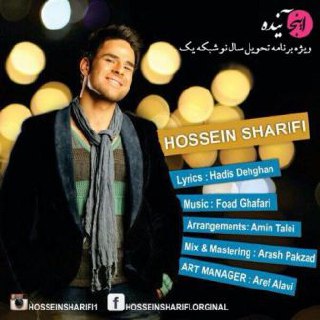 اینجا آینده
ویژه برنامه تحویل سال نو شبکه یک
HOSSEIN SHARIFI
Lyrics : Hadis Dehghan
Music : Foad Ghafari
Arrangements: Amin Talei
Mix & Mastering : Arash Pakzad
ART MANAGER : Aref Alavi
HOSSEINSHARIFI1
HOSSEINSHARIFI.ORGINAL